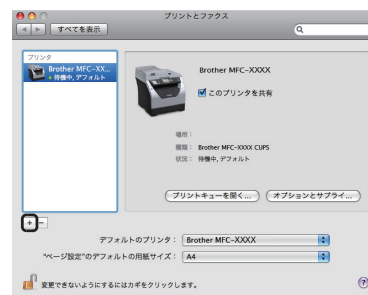 プリントとファクス
すべてを表示
プリンタ
Brother MFC-XX...
待機中, デフォルト
Brother MFC-XXXX
このプリンタを共有
場所：
種類： Brother MFC-XXXX CUPS
状況： 待機中, デフォルト
プリントキューを開く...
オプションとサプライ...
+ -
デフォルトのプリンタ： Brother MFC-XXXX
"ページ設定"のデフォルトの用紙サイズ： A4
変更できないようにするにはカギをクリックします。
?